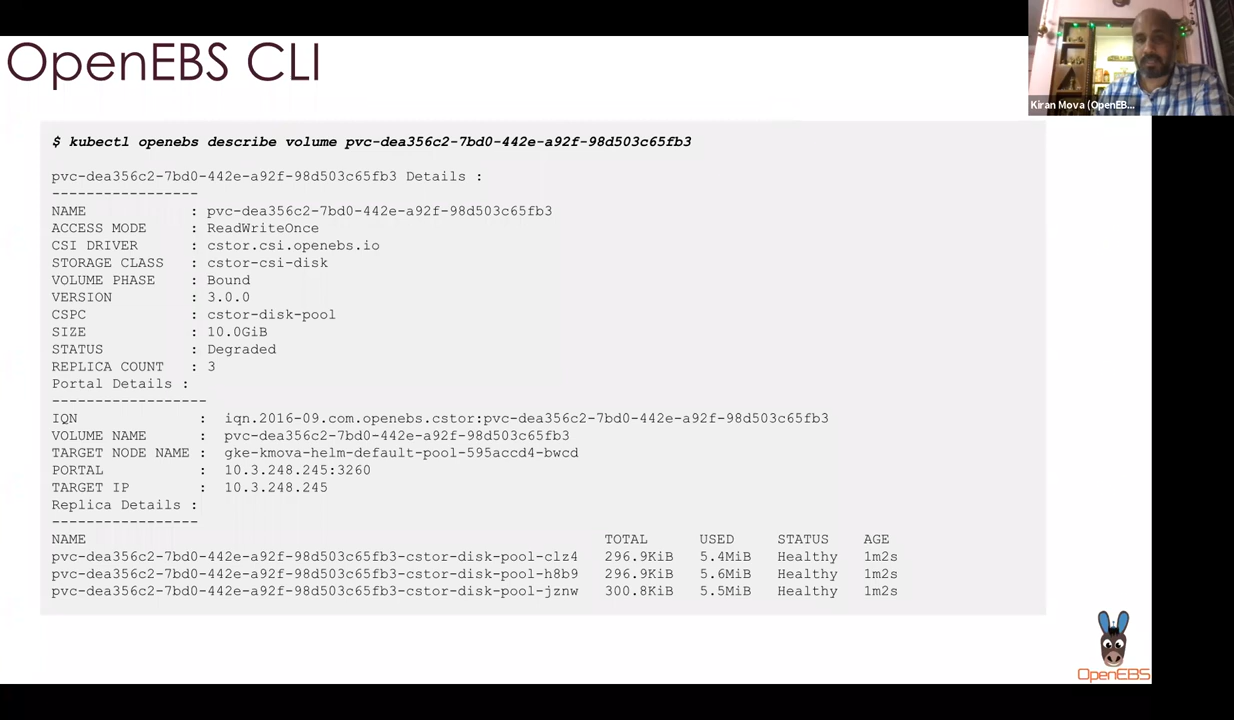 OpenEBS CLI
Kiran Mova (OpenEB...
$ kubectl openebs describe volume pvc-dea356c2-7bd0-442e-a92f-98d503c65fb3
pvc-dea356c2-7bd0-442e-a92f-98d503c65fb3 Details :
-----------------
NAME : pvc-dea356c2-7bd0-442e-a92f-98d503c65fb3
ACCESS MODE : ReadWriteOnce
CSI DRIVER : cstor.csi.openebs.io
STORAGE CLASS : cstor-csi-disk
VOLUME PHASE : Bound
VERSION : 3.0.0
CSPC : cstor-disk-pool
SIZE : 10.0GiB
STATUS : Degraded
REPLICA COUNT : 3
Portal Details :
------------------
IQN : iqn.2016-09.com.openebs.cstor:pvc-dea356c2-7bd0-442e-a92f-98d503c65fb3
VOLUME NAME : pvc-dea356c2-7bd0-442e-a92f-98d503c65fb3
TARGET NODE NAME : gke-kmova-helm-default-pool-595accd4-bwcd
PORTAL : 10.3.248.245:3260
TARGET IP : 10.3.248.245
Replica Details :
-----------------
NAME TOTAL USED STATUS AGE
pvc-dea356c2-7bd0-442e-a92f-98d503c65fb3-cstor-disk-pool-clz4 296.9KiB 5.4MiB Healthy 1m2s
pvc-dea356c2-7bd0-442e-a92f-98d503c65fb3-cstor-disk-pool-h8b9 296.9KiB 5.6MiB Healthy 1m2s
pvc-dea356c2-7bd0-442e-a92f-98d503c65fb3-cstor-disk-pool-jznw 300.8KiB 5.5MiB Healthy 1m2s
OpenEBS